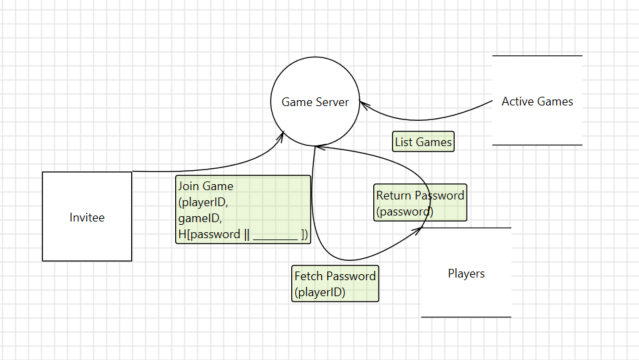 Game Server
Active Games
List Games
Join Game
(playerID,
gameID,
H[password || ________ ])
Invitee
Return Password
(password)
Players
Fetch Password
(playerID)